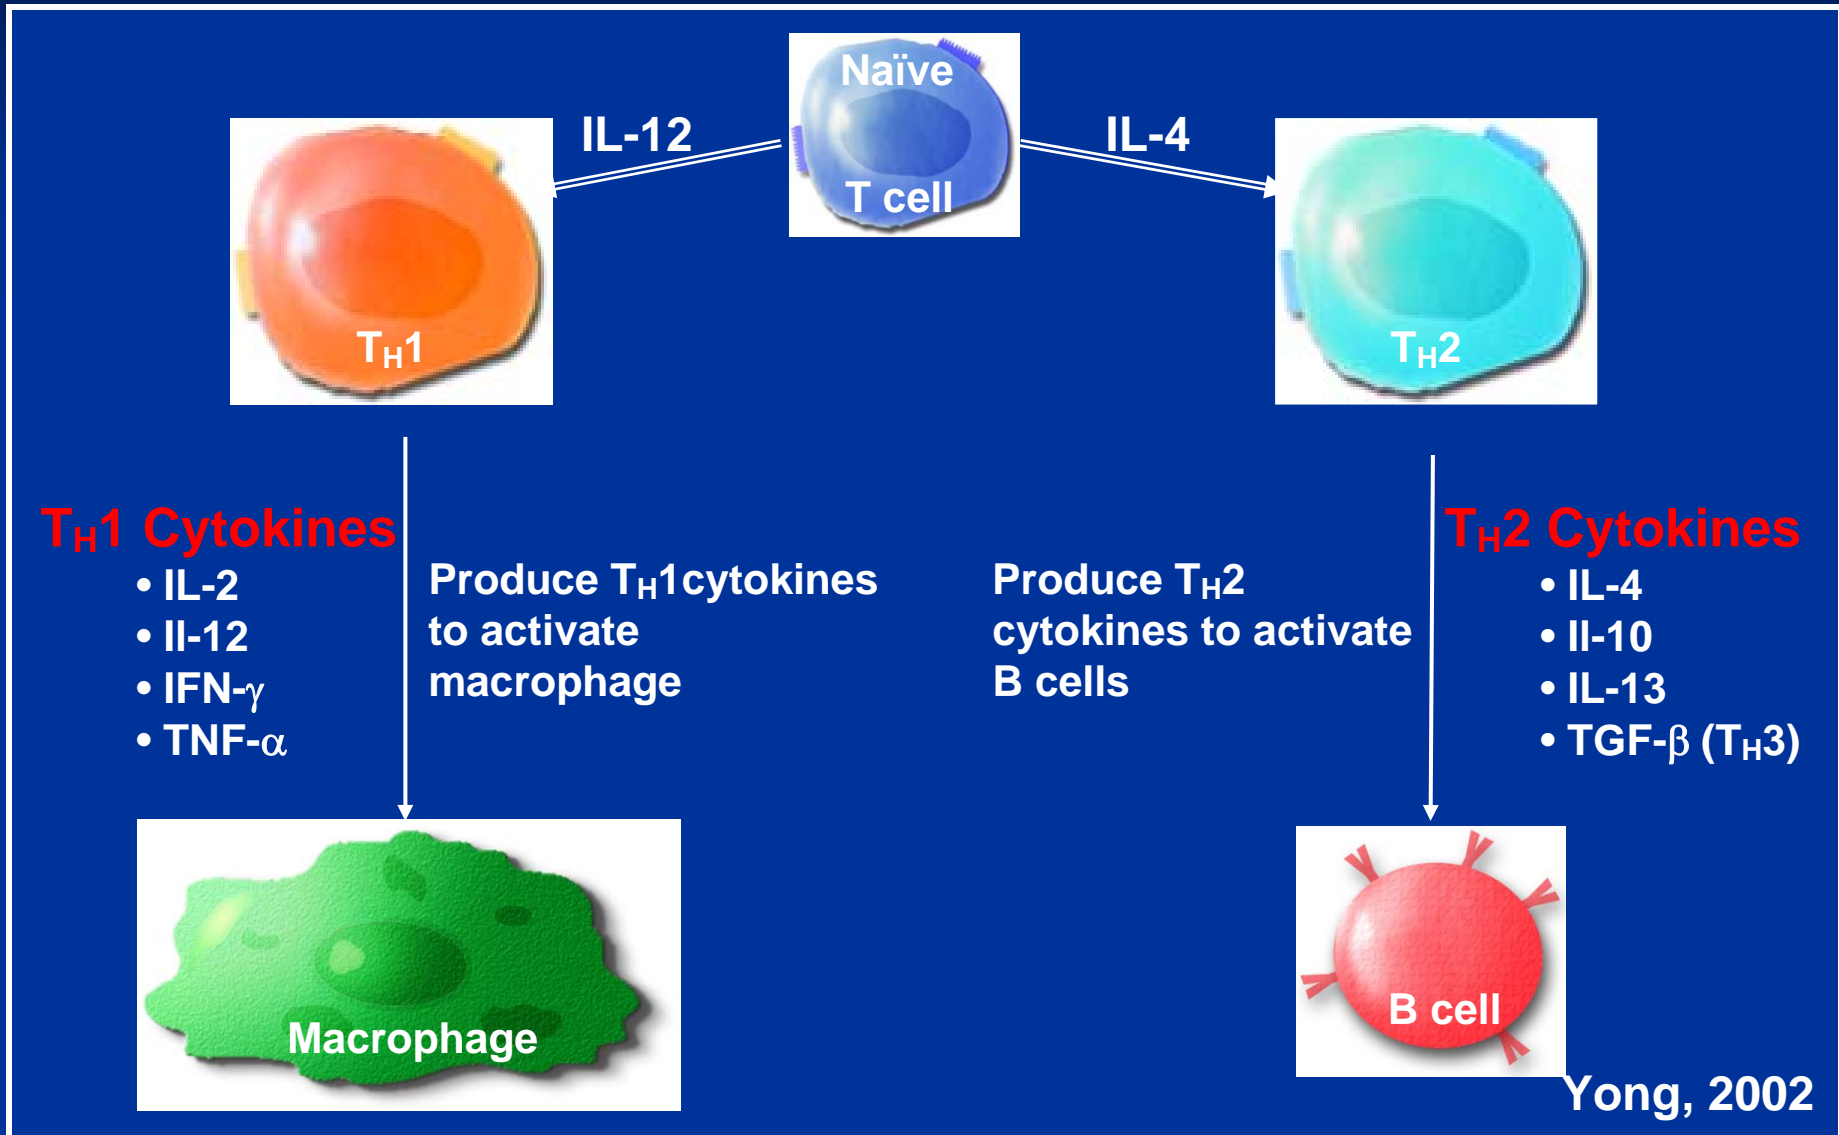 Naïve
T cell
IL-12
IL-4
TH1
TH2
TH1 Cytokines
• IL-2
• Il-12
• IFN-γ
• TNF-α
Produce TH1cytokines
to activate
macrophage
Produce TH2
cytokines to activate
B cells
TH2 Cytokines
• IL-4
• Il-10
• IL-13
• TGF-β (TH3)
Macrophage
B cell
Yong, 2002